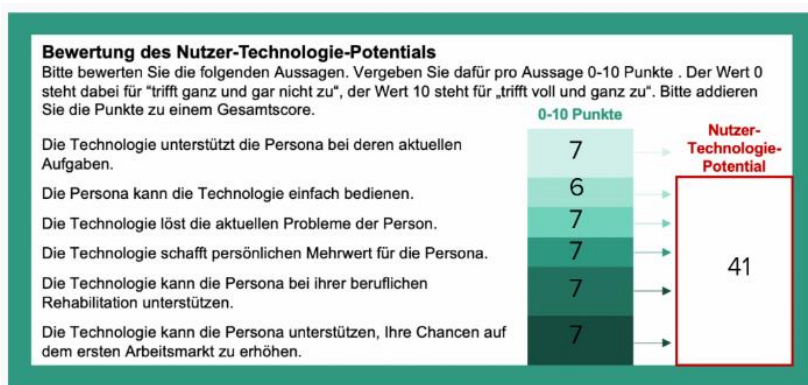 Bewertung des Nutzer-Technologie-Potentials
Bitte bewerten Sie die folgenden Aussagen. Vergeben Sie dafür pro Aussage 0-10 Punkte . Der Wert 0
steht dabei für "trifft ganz und gar nicht zu“, der Wert 10 steht für „trifft voll und ganz zu“. Bitte addieren
Sie die Punkte zu einem Gesamtscore.
0-10 Punkte
Nutzer-
Technologie-
Potential
Die Technologie unterstützt die Persona bei deren aktuellen
Aufgaben.
7
Die Persona kann die Technologie einfach bedienen.
6
Die Technologie löst die aktuellen Probleme der Person.
7
Die Technologie schafft persönlichen Mehrwert für die Persona.
7
Die Technologie kann die Persona bei ihrer beruflichen
Rehabilitation unterstützen.
7
Die Technologie kann die Persona unterstützen, Ihre Chancen auf
dem ersten Arbeitsmarkt zu erhöhen.
7
41